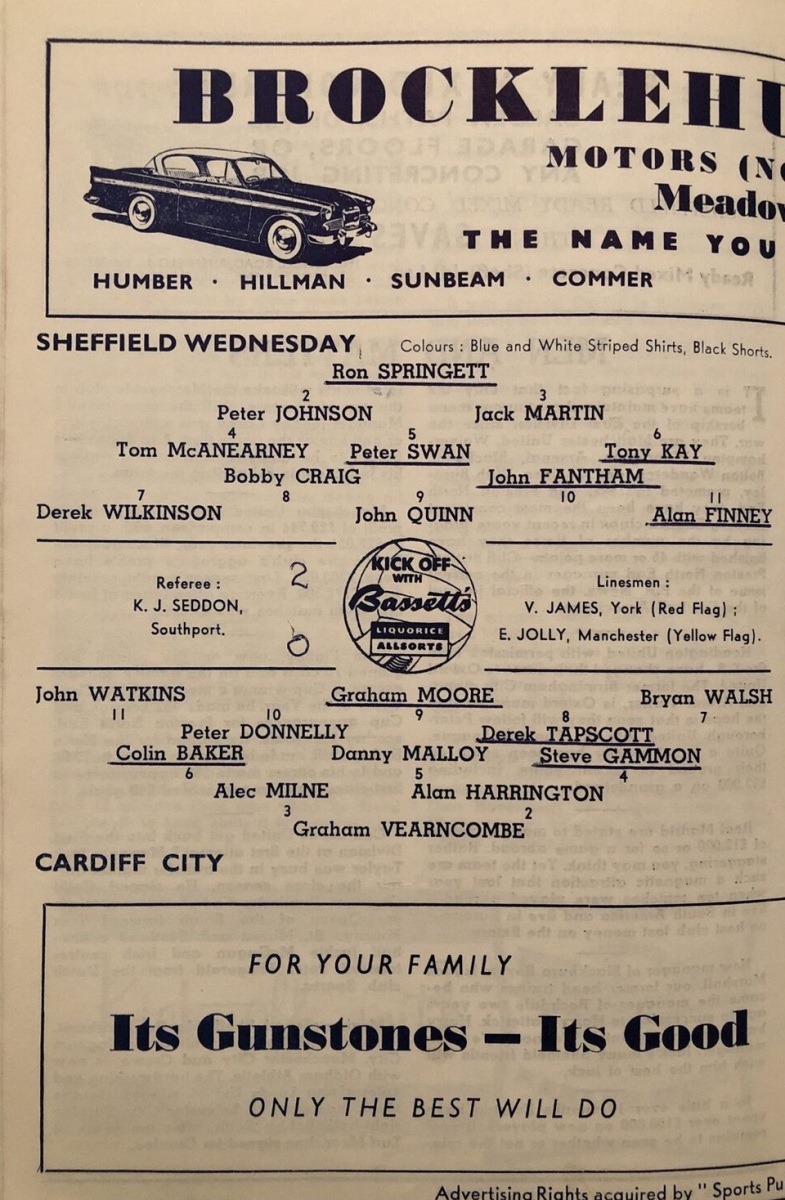 BROCKLEHU
MOTORS (NO
Meadow
THE NAME YOU
HUMBER · HILLMAN · SUNBEAM · COMMER
SHEFFIELD WEDNESDAY Colours : Blue and White Striped Shirts, Black Shorts.
Ron SPRINGETT
2 3
Peter JOHNSON Jack MARTIN
4 5 6
Tom McANEARNEY Peter SWAN Tony KAY
Bobby CRAIG John FANTHAM
7 8 9 10 11
Derek WILKINSON John QUINN Alan FINNEY
Referee :
K. J. SEDDON,
Southport.
2
0
KICK OFF
WITH
Bassett's
LIQUORICE
ALLSORTS
Linesmen :
V. JAMES, York (Red Flag) ;
E. JOLLY, Manchester (Yellow Flag).
John WATKINS Graham MOORE Bryan WALSH
11 10 9 8 7
Peter DONNELLY Derek TAPSCOTT
Colin BAKER Danny MALLOY Steve GAMMON
6 5 4
Alec MILNE Alan HARRINGTON
3 2
Graham VEARNCOMBE
CARDIFF CITY
FOR YOUR FAMILY
Its Gunstones – Its Good
ONLY THE BEST WILL DO
Advertising Rights acquired by " Sports Pu